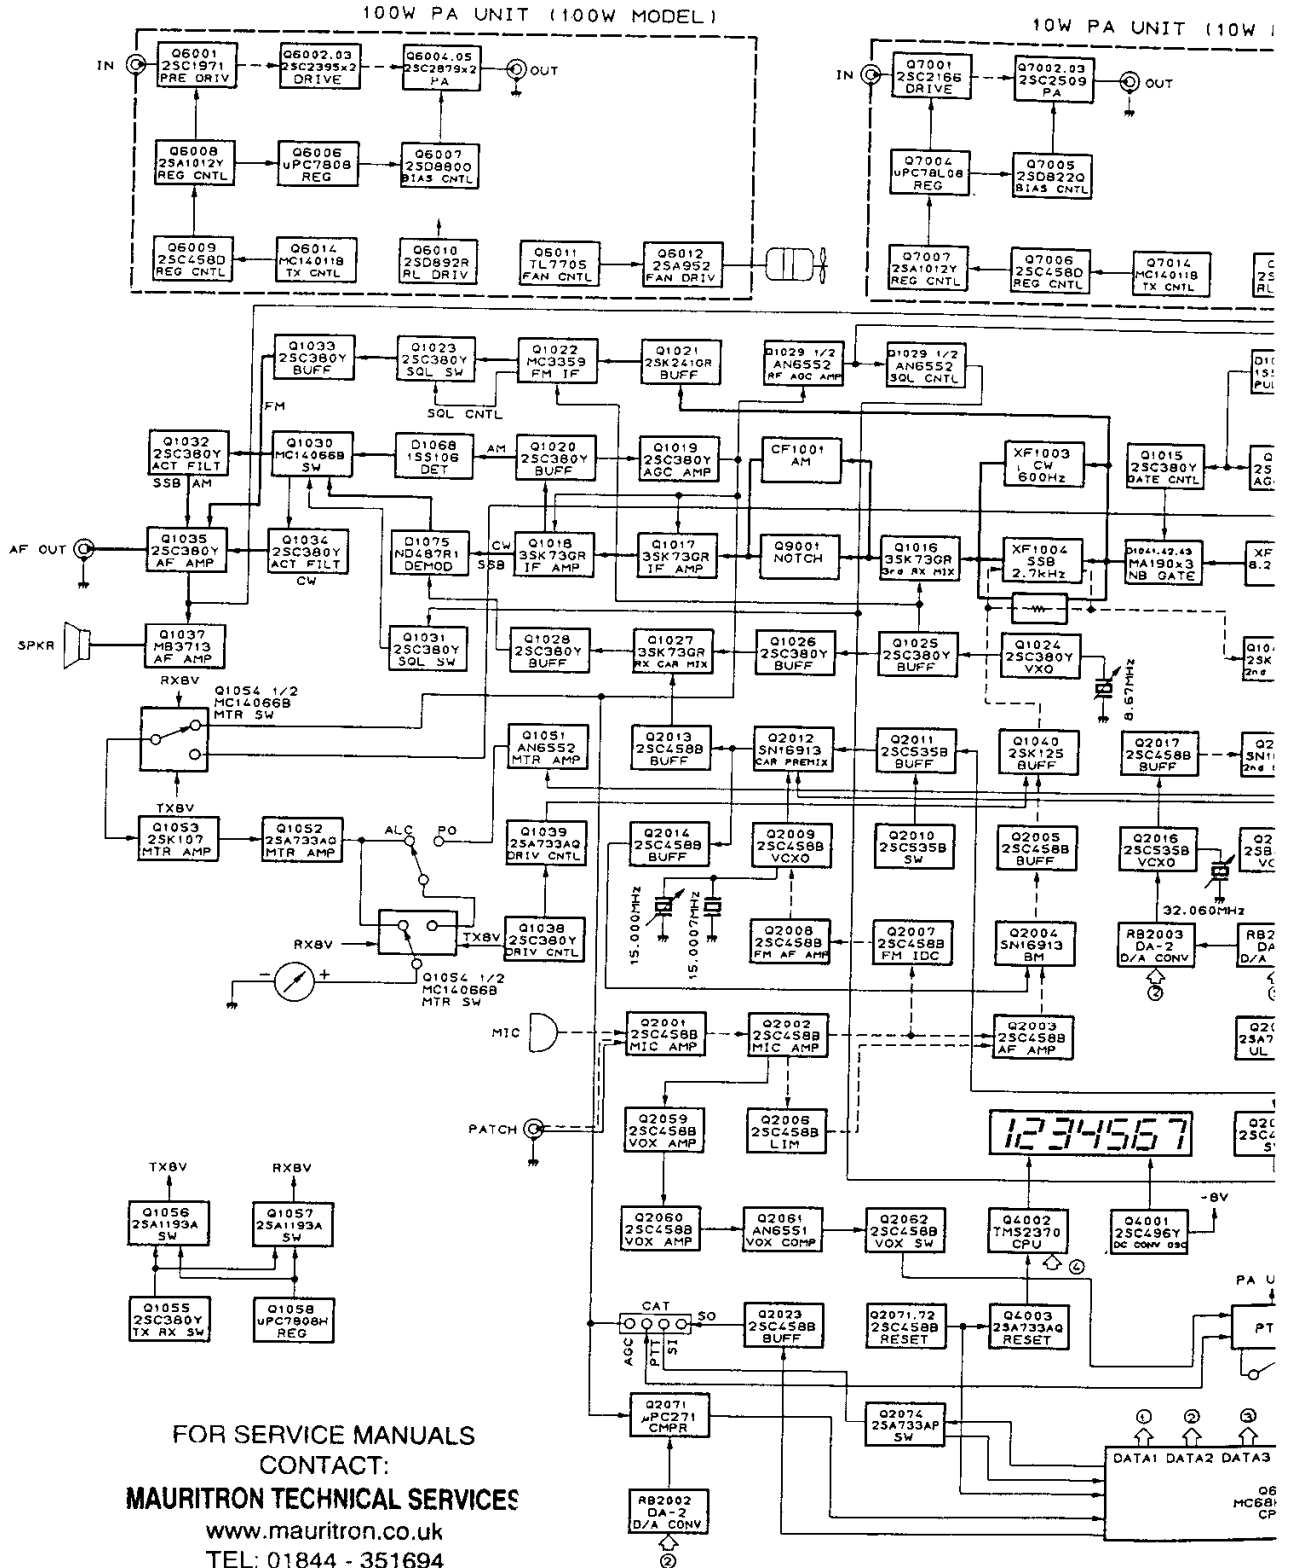 100W PA UNIT (100W MODEL)
10W PA UNIT (10W
IN
Q6001
2SC1971
PRE DRIV
Q6002.03
2SC2395x2
DRIVE
Q6004.05
2SC2879x2
PA
OUT
IN
Q7001
2SC2166
DRIVE
Q7002.03
2SC2509
PA
OUT
Q6008
2SA1012Y
REG CNTL
Q6006
uPC7808
REG
Q6007
2SD880O
BIAS CNTL
Q7004
uPC78L08
REG
Q7005
2SD822Q
BIAS CNTL
Q6009
2SC458D
REG CNTL
Q6014
MC14011B
TX CNTL
Q6010
2SD892R
RL DRIV
Q6011
TL770S
FAN CNTL
Q6012
2SA952
FAN DRIV
Q7007
2SA1012Y
REG CNTL
Q7006
2SC458D
REG CNTL
Q7014
MC14011B
TX CNTL
Q1033
2SC380Y
BUFF
Q1023
2SC380Y
SQL SW
Q1022
MC3359
FM IF
Q1021
2SK241GR
BUFF
Q1029 1/2
AN6552
RF AGC AMP
Q1029 1/2
AN6552
SQL CNTL
FM
SQL CNTL
Q1032
2SC380Y
ACT FILT
Q1030
MC14066B
SW
D1068
1SS106
DET
AM
Q1020
2SC380Y
BUFF
Q1019
2SC380Y
AGC AMP
CF1001
AM
XF1003
CW
600Hz
Q1015
2SC380Y
GATE CNTL
SSB AM
AF OUT
Q1035
2SC380Y
AF AMP
Q1034
2SC380Y
ACT FILT
CW
D1075
ND487R1
DEMOD
CW
SSB
Q1018
3SK73GR
IF AMP
Q1017
3SK73GR
IF AMP
Q9001
NOTCH
Q1016
3SK73GR
3rd RX MIX
XF1004
SSB
2.7kHz
D1041.42.43
MA190x3
NB GATE
XF
8.2
SPKR
Q1037
MB3713
AF AMP
Q1031
2SC380Y
SQL SW
Q1028
2SC380Y
BUFF
Q1027
3SK73GR
RX CAR MIX
Q1026
2SC380Y
BUFF
Q1025
2SC380Y
BUFF
Q1024
2SC380Y
VXO
8.67MHz
RX8V
Q1054 1/2
MC14066B
MTR SW
Q1051
AN6552
MTR AMP
Q2013
2SC458B
BUFF
Q2012
SN16913
CAR PREMIX
Q2011
2SC535B
BUFF
Q1040
2SK125
BUFF
Q2017
2SC458B
BUFF
TX8V
Q1053
2SK107
MTR AMP
Q1052
2SA733AQ
MTR AMP
ALC
PO
Q1039
2SA733AQ
DRIV CNTL
Q2014
2SC458B
BUFF
Q2009
2SC458B
VCXO
Q2010
2SC535B
SW
Q2005
2SC458B
BUFF
Q2016
2SC535B
VCXO
15.000MHz
15.0007MHz
32.060MHz
RX8V
TX8V
Q1038
2SC380Y
DRIV CNTL
Q2008
2SC458B
FM AF AMP
Q2007
2SC458B
FM IDC
Q2004
SN16913
BM
RB2003
DA-2
D/A CONV
②
Q1054 1/2
MC14066B
MTR SW
− +
MIC
Q2001
2SC458B
MIC AMP
Q2002
2SC458B
MIC AMP
Q2003
2SC458B
AF AMP
PATCH
Q2059
2SC458B
VOX AMP
Q2006
2SC458B
LIM
1234567
TX8V
RX8V
Q1056
2SA1193A
SW
Q1057
2SA1193A
SW
Q2060
2SC458B
VOX AMP
Q2061
AN6551
VOX COMP
Q2062
2SC458B
VOX SW
Q4002
TMS2370
CPU
④
Q4001
2SC496Y
DC CONV OSC
-8V
Q1055
2SC380Y
TX RX SW
Q1058
uPC7808H
REG
CAT
AGC
PTT
SI
SO
Q2023
2SC458B
BUFF
Q2071,72
2SC458B
RESET
Q4003
2SA733AQ
RESET
PA U
PT
Q2071
µPC271
CMPR
Q2074
2SA733AP
SW
① ② ③
DATA1 DATA2 DATA3
Q6
MC68
CP
RB2002
DA-2
D/A CONV
②
FOR SERVICE MANUALS
CONTACT:
MAURITRON TECHNICAL SERVICES
www.mauritron.co.uk
TEL: 01844 - 351694